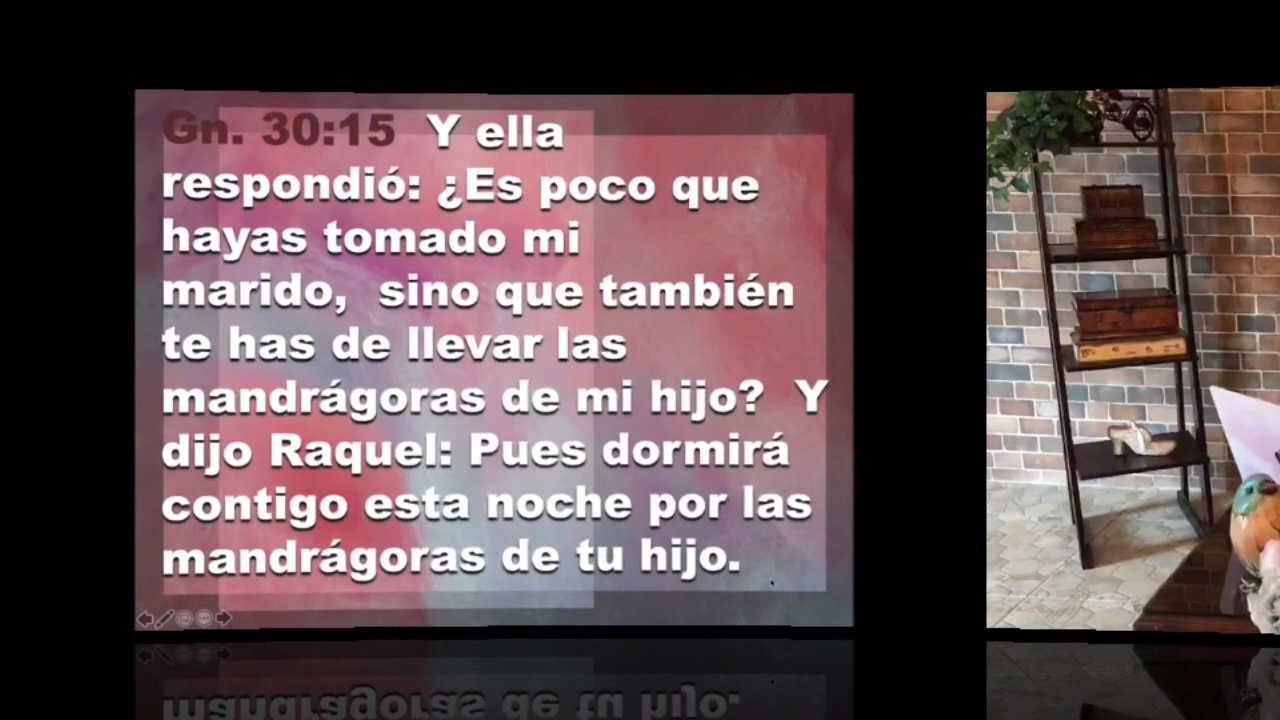 Gn. 30:15 Y ella
respondió: ¿Es poco que
hayas tomado mi
marido, sino que también
te has de llevar las
mandrágoras de mi hijo? Y
dijo Raquel: Pues dormirá
contigo esta noche por las
mandrágoras de tu hijo.